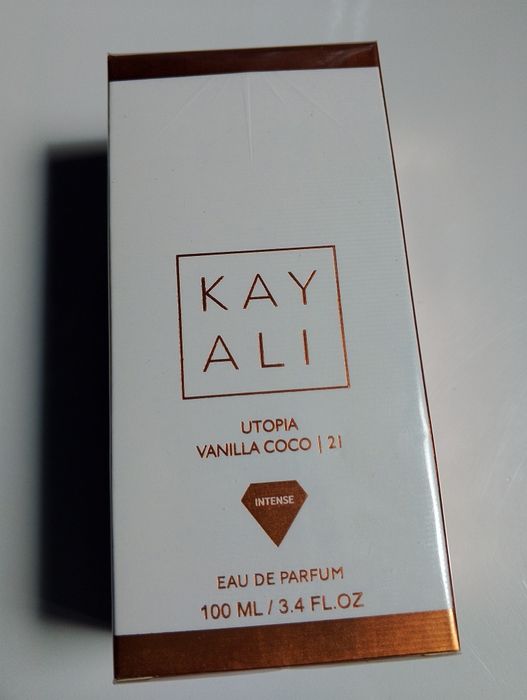 KAY
ALI
UTOPIA
VANILLA COCO | 21
INTENSE
EAU DE PARFUM
100 ML / 3.4 FL.OZ